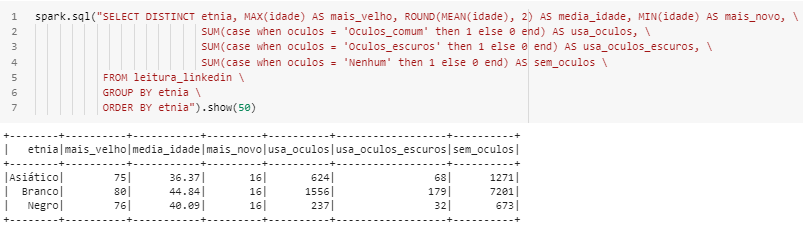 1 spark.sql("SELECT DISTINCT etnia, MAX(idade) AS mais_velho, ROUND(MEAN(idade), 2) AS media_idade, MIN(idade) AS mais_novo, \
2 SUM(case when oculos = 'Oculos_comum' then 1 else 0 end) AS usa_oculos, \
3 SUM(case when oculos = 'Oculos_escuros' then 1 else 0 end) AS usa_oculos_escuros, \
4 SUM(case when oculos = 'Nenhum' then 1 else 0 end) AS sem_oculos \
5 FROM leitura_linkedin \
6 GROUP BY etnia \
7 ORDER BY etnia").show(50)
+--------+----------+-----------+---------+----------+------------------+----------+
|   etnia|mais_velho|media_idade|mais_novo|usa_oculos|usa_oculos_escuros|sem_oculos|
+--------+----------+-----------+---------+----------+------------------+----------+
|Asiático|        75|      36.37|       16|       624|                68|      1271|
|  Branco|        80|      44.84|       16|      1556|               179|      7201|
|   Negro|        76|      40.09|       16|       237|                32|       673|
+--------+----------+-----------+---------+----------+------------------+----------+